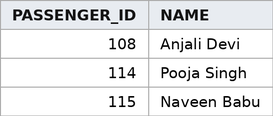 PASSENGER_ID NAME
108 Anjali Devi
114 Pooja Singh
115 Naveen Babu